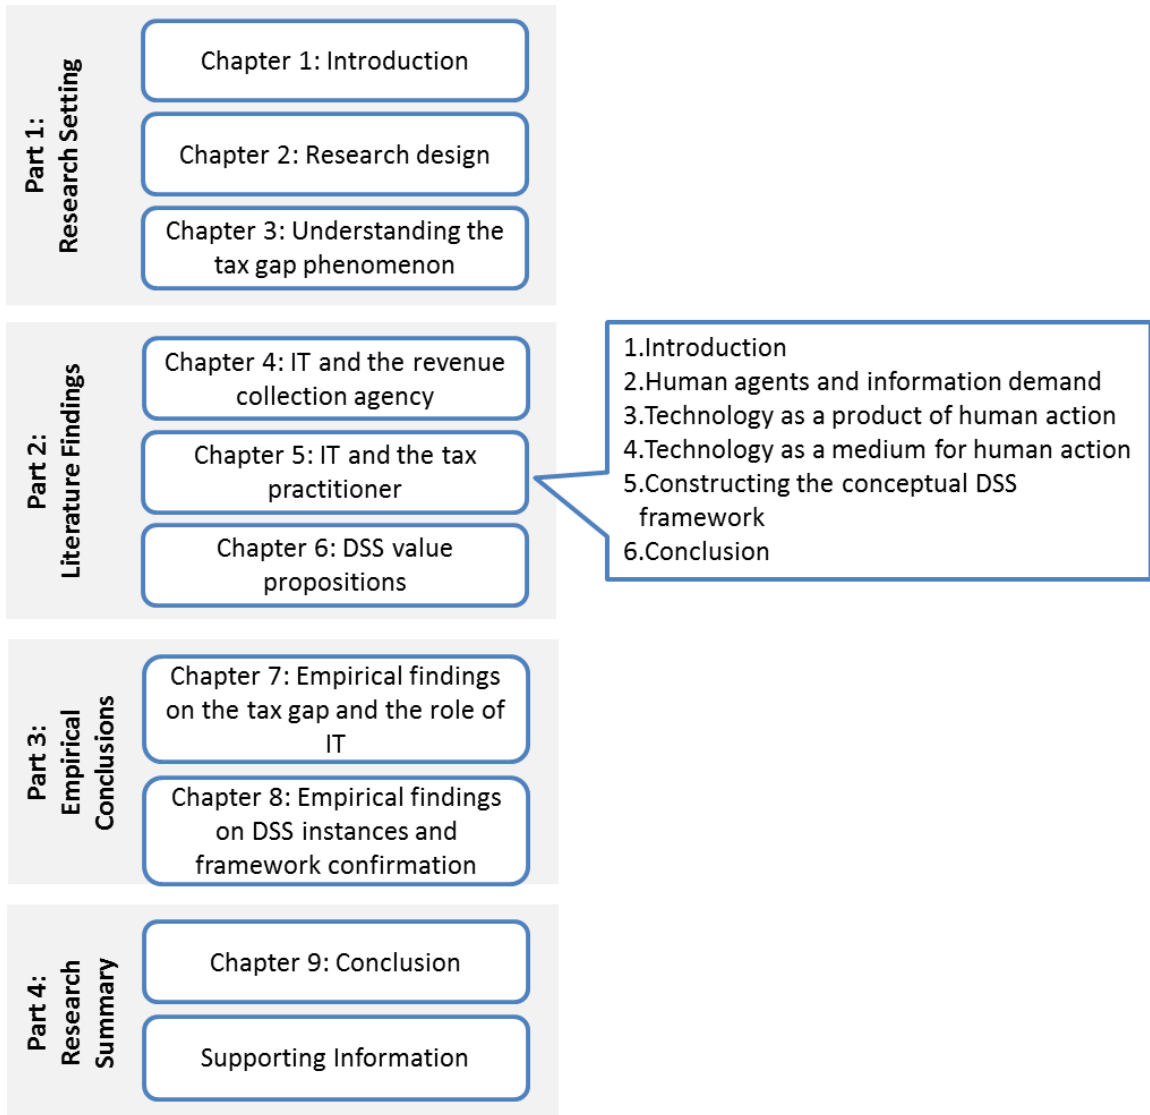 Part 1:
Research Setting
Chapter 1: Introduction
Chapter 2: Research design
Chapter 3: Understanding the
tax gap phenomenon
Part 2:
Literature Findings
Chapter 4: IT and the revenue
collection agency
Chapter 5: IT and the tax
practitioner
Chapter 6: DSS value
propositions
1.Introduction
2.Human agents and information demand
3.Technology as a product of human action
4.Technology as a medium for human action
5.Constructing the conceptual DSS
framework
6.Conclusion
Part 3:
Empirical
Conclusions
Chapter 7: Empirical findings
on the tax gap and the role of
IT
Chapter 8: Empirical findings
on DSS instances and
framework confirmation
Part 4:
Research
Summary
Chapter 9: Conclusion
Supporting Information